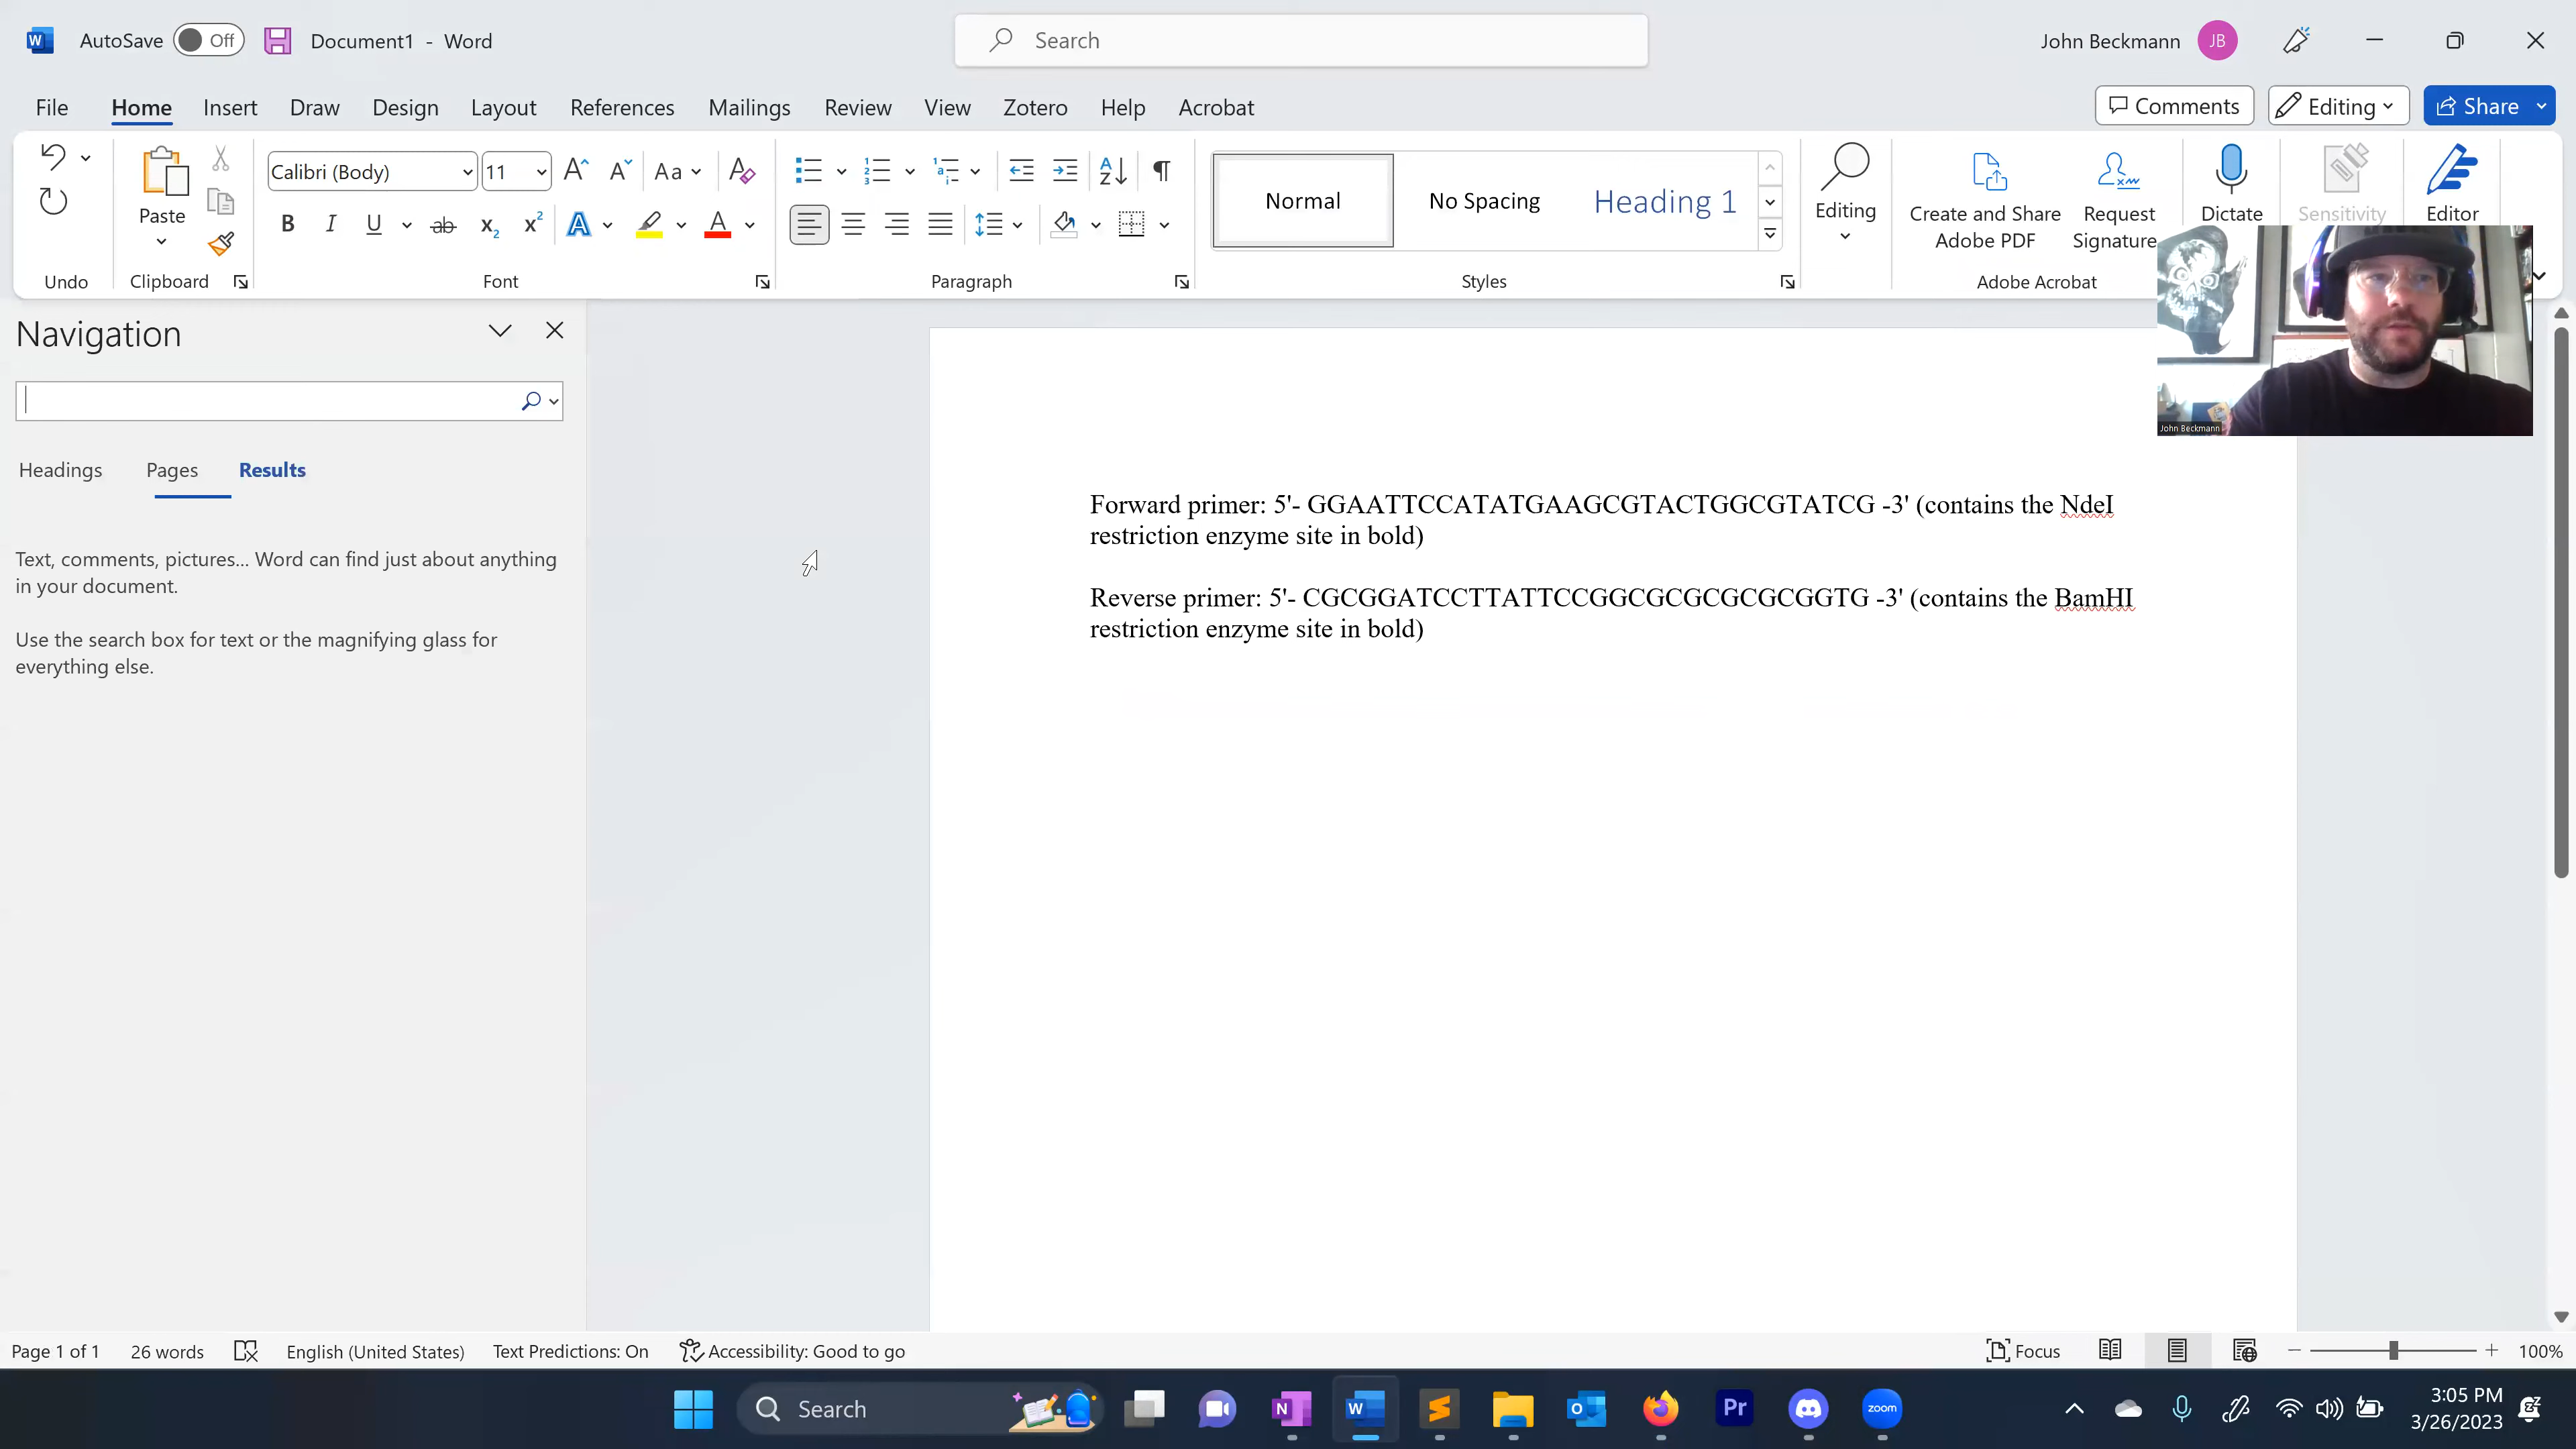 AutoSave Off Document1 - Word
Search
John Beckmann JB
File Home Insert Draw Design Layout References Mailings Review View Zotero Help Acrobat
Comments Editing Share
Paste
Calibri (Body) 11
Normal No Spacing Heading 1
Editing
Create and Share
Adobe PDF
Request
Signature
Dictate Sensitivity Editor
Undo Clipboard Font Paragraph Styles Adobe Acrobat
John Beckmann
Navigation
Headings Pages Results
Text, comments, pictures... Word can find just about anything
in your document.
Use the search box for text or the magnifying glass for
everything else.
Forward primer: 5'- GGAATTCCATATGAAGCGTACTGGCGTATCG -3' (contains the NdeI
restriction enzyme site in bold)
Reverse primer: 5'- CGCGGATCCTTATTCCGGCGCGCGCGCGGTG -3' (contains the BamHI
restriction enzyme site in bold)
Page 1 of 1 26 words English (United States) Text Predictions: On Accessibility: Good to go
Focus 100%
Search
zoom
3:05 PM
3/26/2023